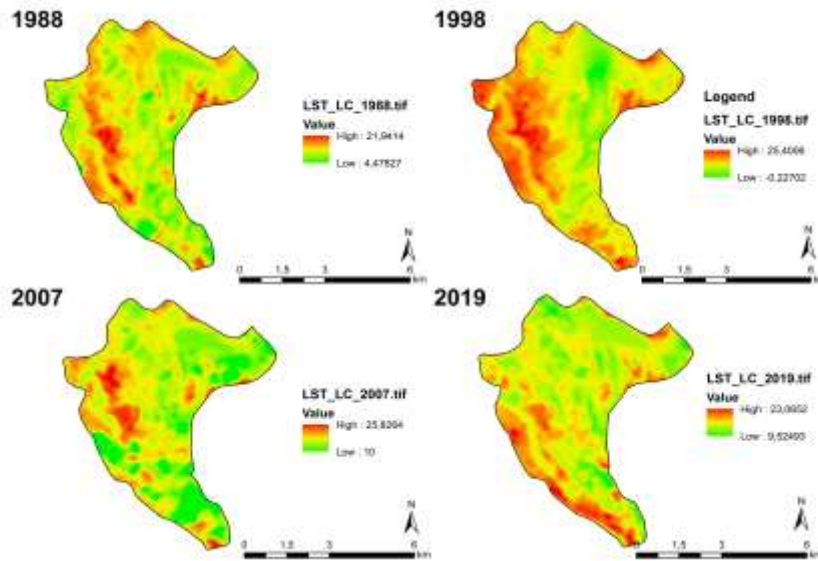 1988
LST_LC_1988.tif
Value
High : 21,9414
Low : 4,47827
N
0 1,5 3 6
km
1998
Legend
LST_LC_1998.tif
Value
High : 25,4066
Low : -0,22702
N
0 1,5 3 6
km
2007
LST_LC_2007.tif
Value
High : 25,8264
Low : 10
N
0 1,5 3 6
km
2019
LST_LC_2019.tif
Value
High : 23,0652
Low : 9,52493
N
0 1,5 3 6
km